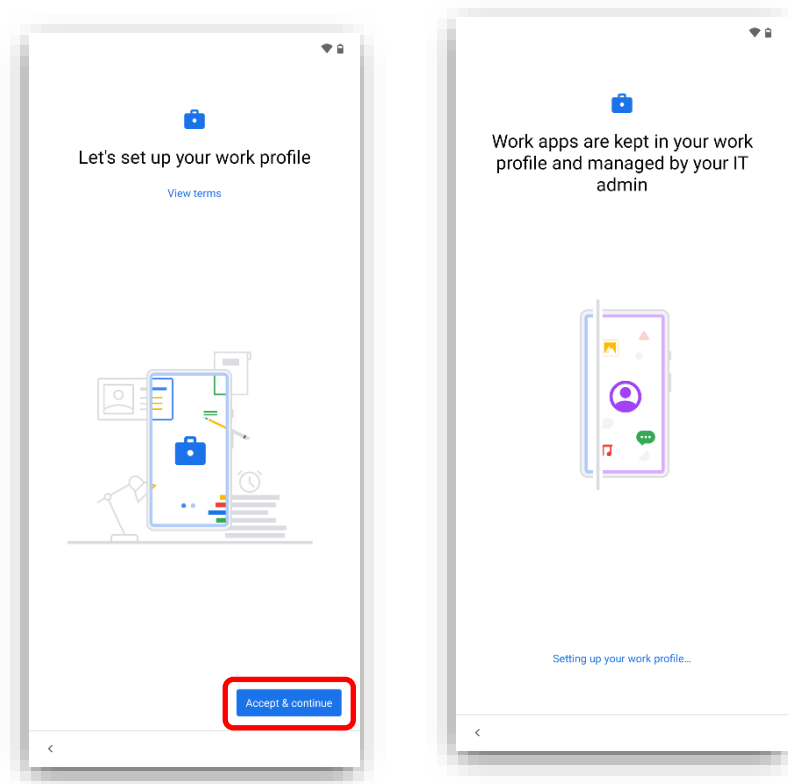 Let's set up your work profile
View terms
Accept & continue
Work apps are kept in your work
profile and managed by your IT
admin
Setting up your work profile...